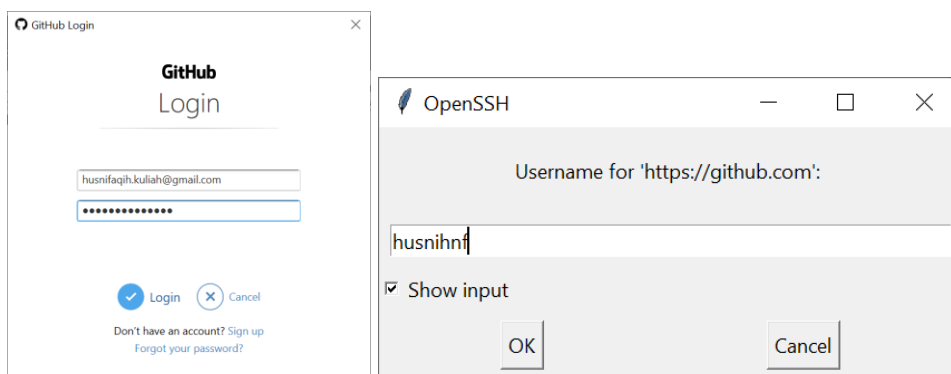 GitHub Login
GitHub
Login
husnifaqih.kuliah@gmail.com
••••••••••••••
Login Cancel
Don't have an account? Sign up
Forgot your password?
OpenSSH
Username for 'https://github.com':
husnihnf
Show input
OK Cancel